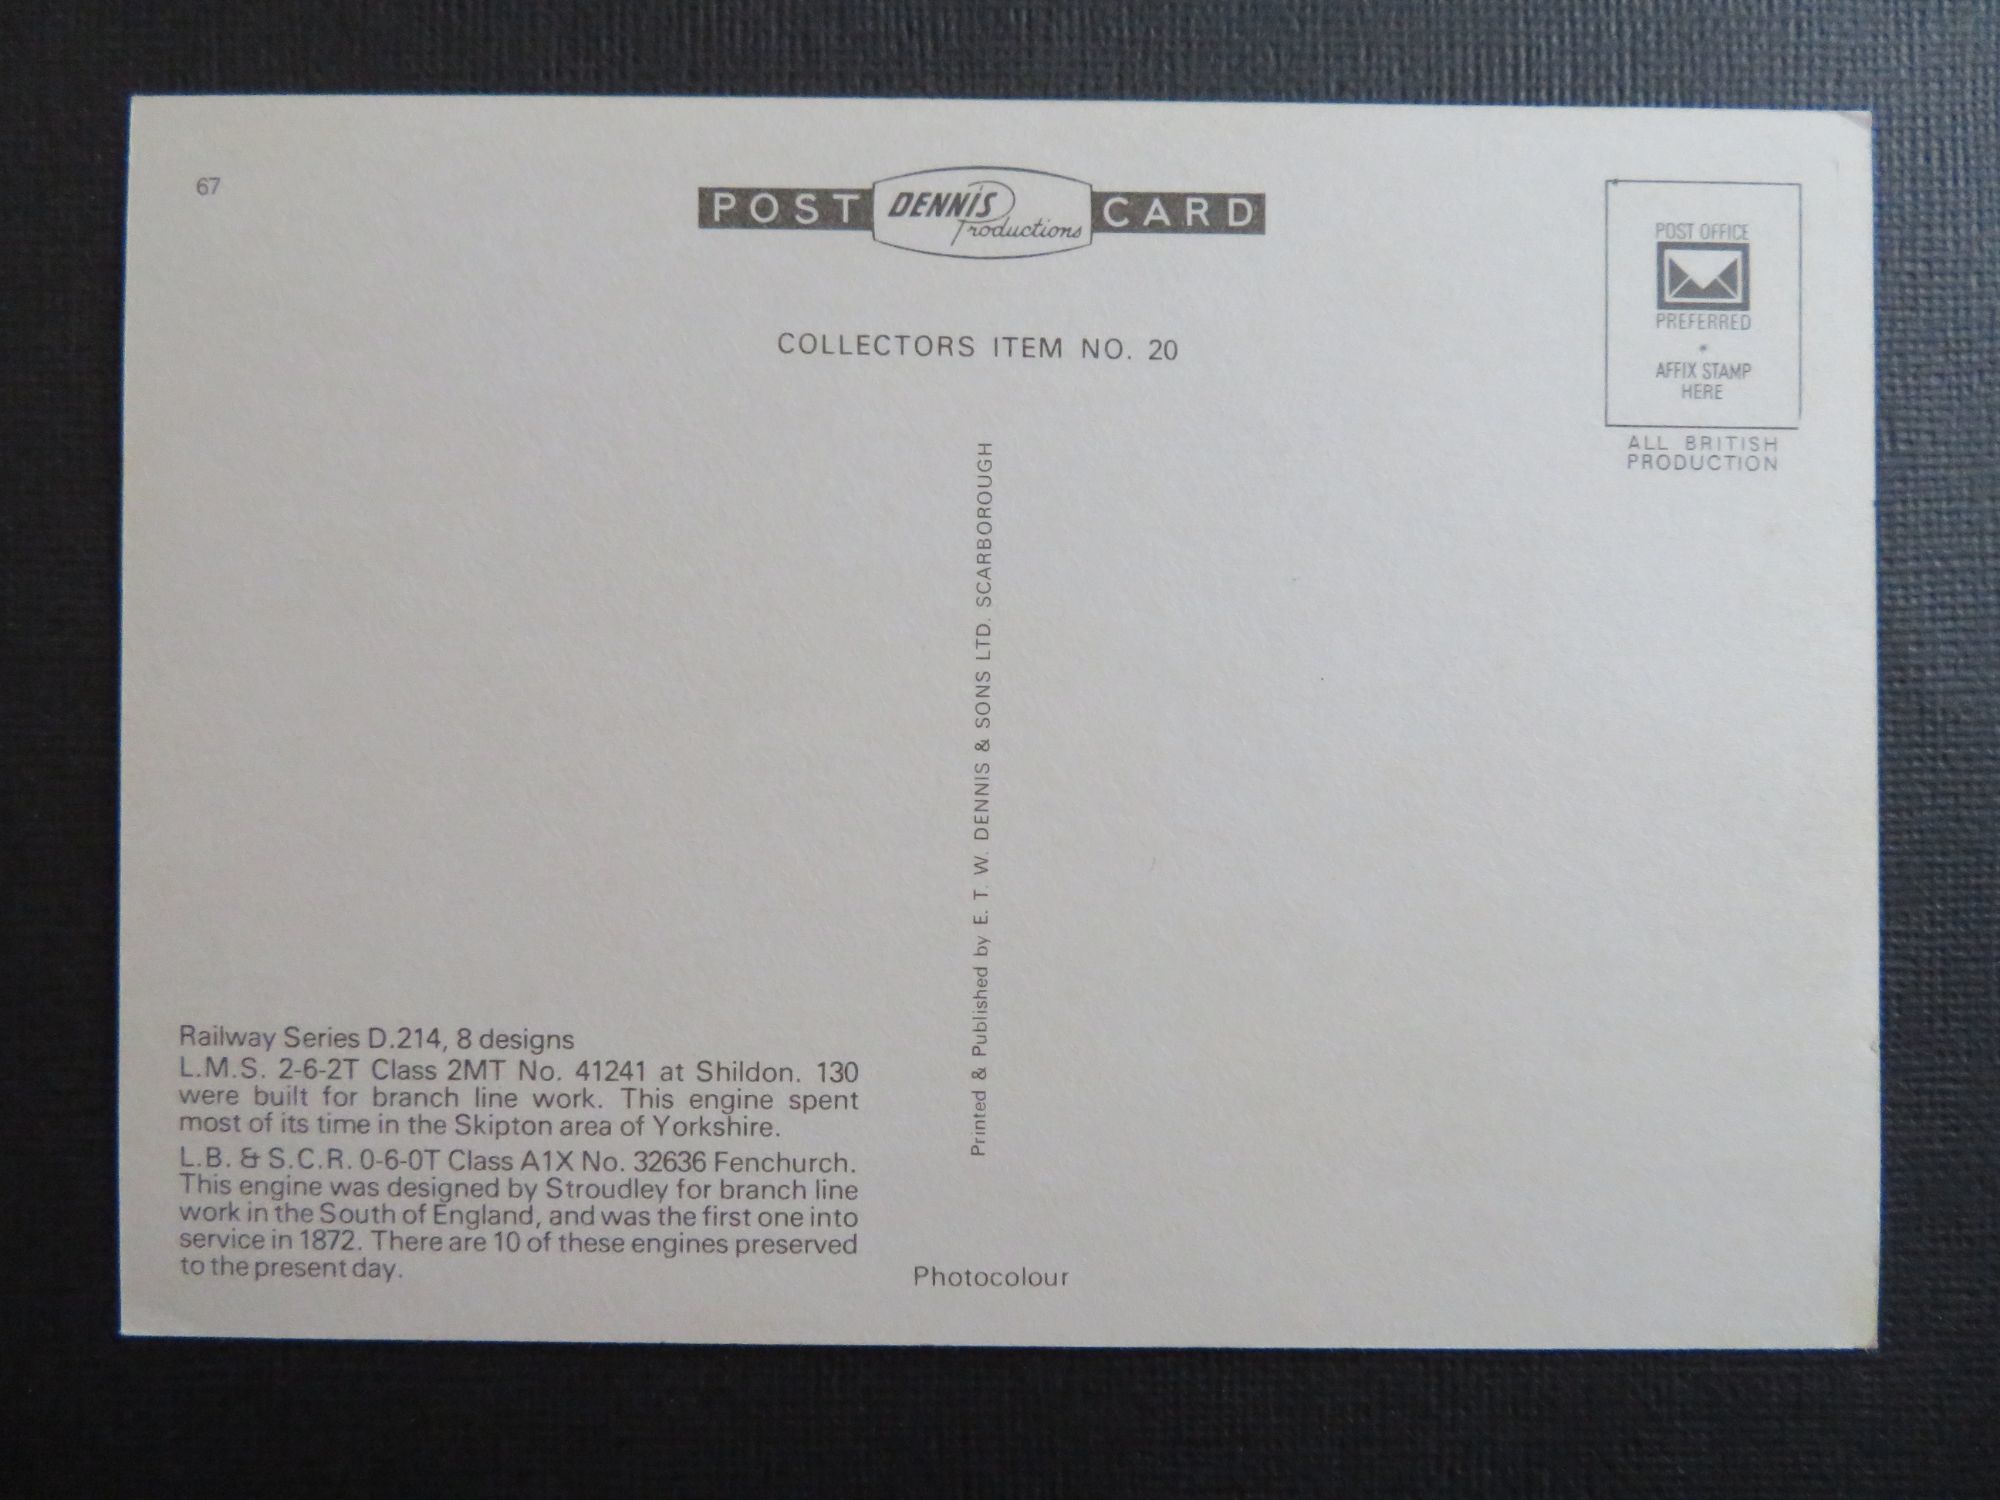 67
POST DENNIS Productions CARD
POST OFFICE
PREFERRED
AFFIX STAMP
HERE
ALL BRITISH
PRODUCTION
COLLECTORS ITEM NO. 20
Printed & Published by E. T. W. DENNIS & SONS LTD. SCARBOROUGH
Railway Series D.214, 8 designs
L.M.S. 2-6-2T Class 2MT No. 41241 at Shildon. 130
were built for branch line work. This engine spent
most of its time in the Skipton area of Yorkshire.
L.B. & S.C.R. 0-6-0T Class A1X No. 32636 Fenchurch.
This engine was designed by Stroudley for branch line
work in the South of England, and was the first one into
service in 1872. There are 10 of these engines preserved
to the present day.
Photocolour